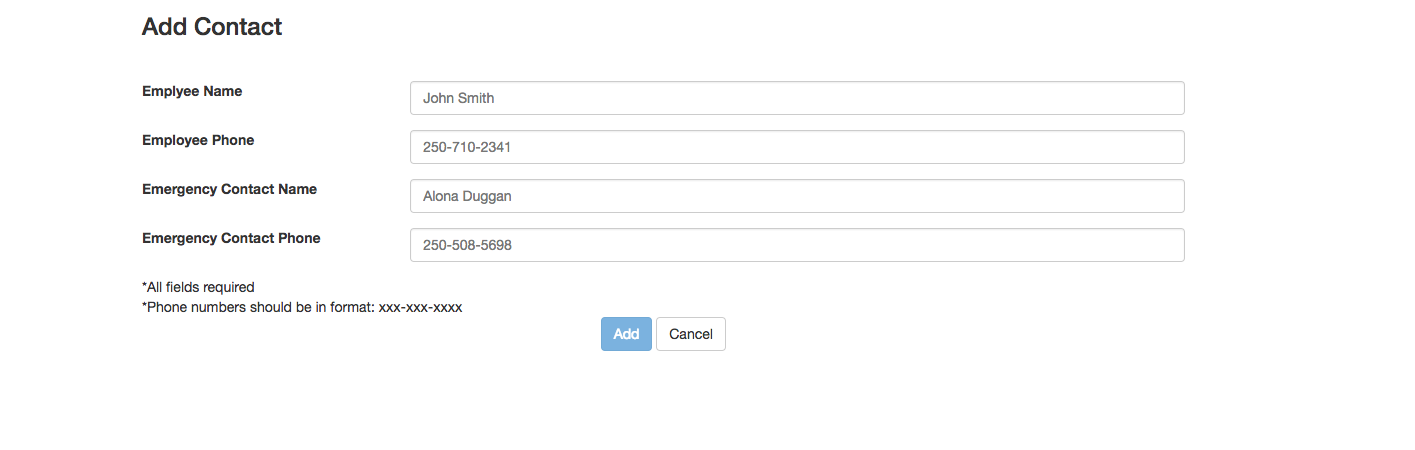 Add Contact
Emplyee Name John Smith
Employee Phone 250-710-2341
Emergency Contact Name Alona Duggan
Emergency Contact Phone 250-508-5698
*All fields required
*Phone numbers should be in format: xxx-xxx-xxxx
Add Cancel